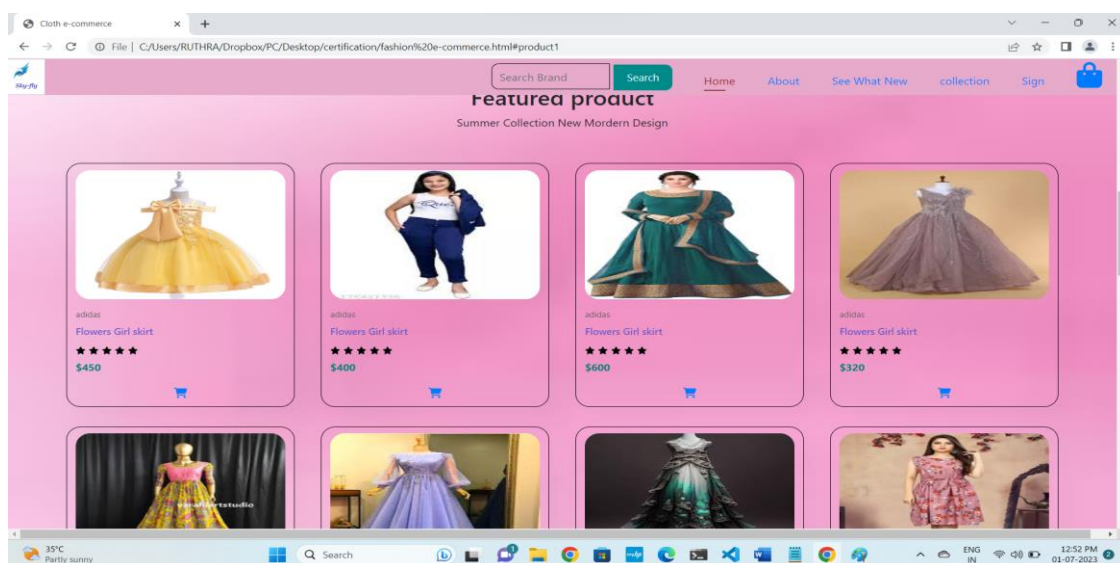 Cloth e-commerce
File | C:/Users/RUTHRA/Dropbox/PC/Desktop/certification/fashion%20e-commerce.html#product1
Sky-fly
Search Brand
Search
Home
About
See What New
collection
Sign
Featured product
Summer Collection New Mordern Design
adidas
Flowers Girl skirt
$450
adidas
Flowers Girl skirt
$400
adidas
Flowers Girl skirt
$600
adidas
Flowers Girl skirt
$320
35°C
Partly sunny
Search
ENG
IN
12:52 PM
01-07-2023
2